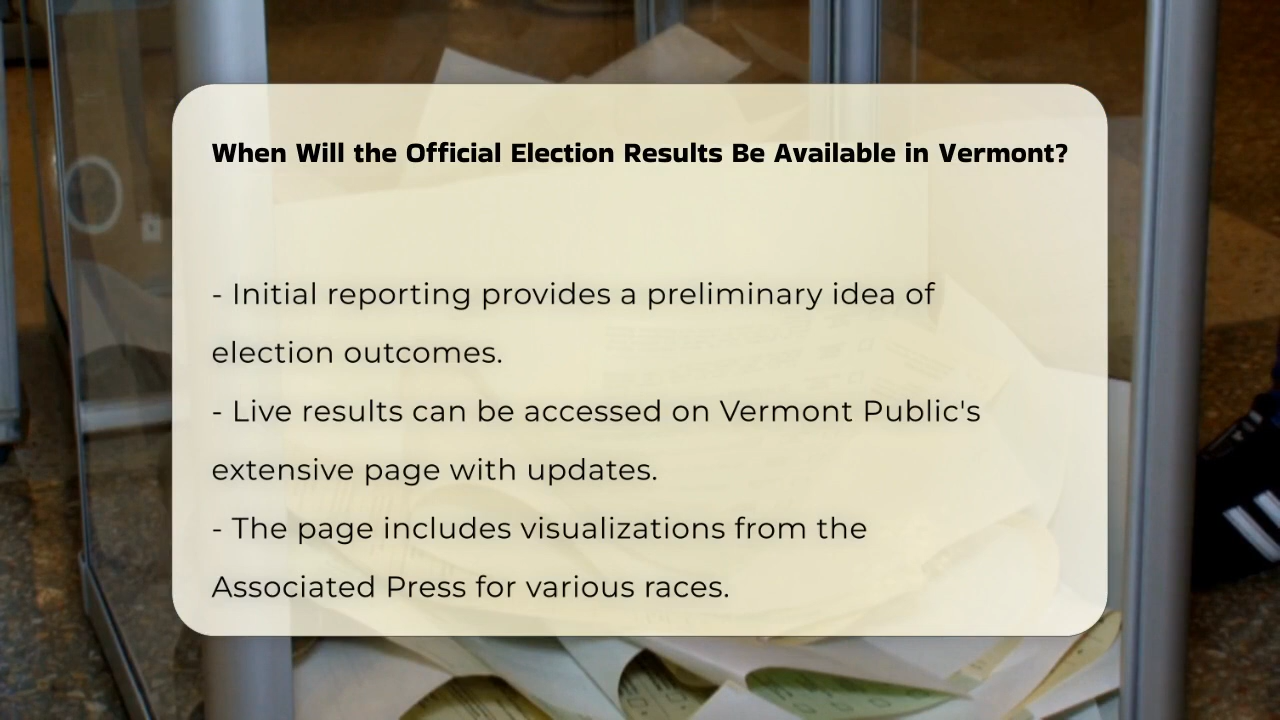 When Will the Official Election Results Be Available in Vermont?
- Initial reporting provides a preliminary idea of
election outcomes.
- Live results can be accessed on Vermont Public's
extensive page with updates.
- The page includes visualizations from the
Associated Press for various races.